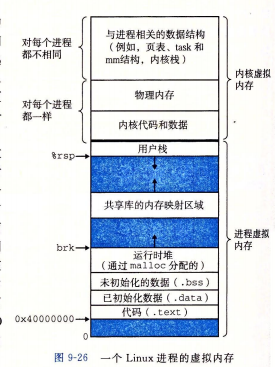 对每个进程
都不相同
与进程相关的数据结构
（例如，页表、task 和
mm结构，内核栈）
内核虚拟
内存
对每个进程
都一样
物理内存
内核代码和数据
用户栈
%rsp
共享库的内存映射区域
进程虚拟
内存
brk
运行时堆
（通过 malloc 分配的）
未初始化的数据（.bss）
已初始化数据（.data）
代码（.text）
0x40000000
0
图 9-26 一个 Linux 进程的虚拟内存